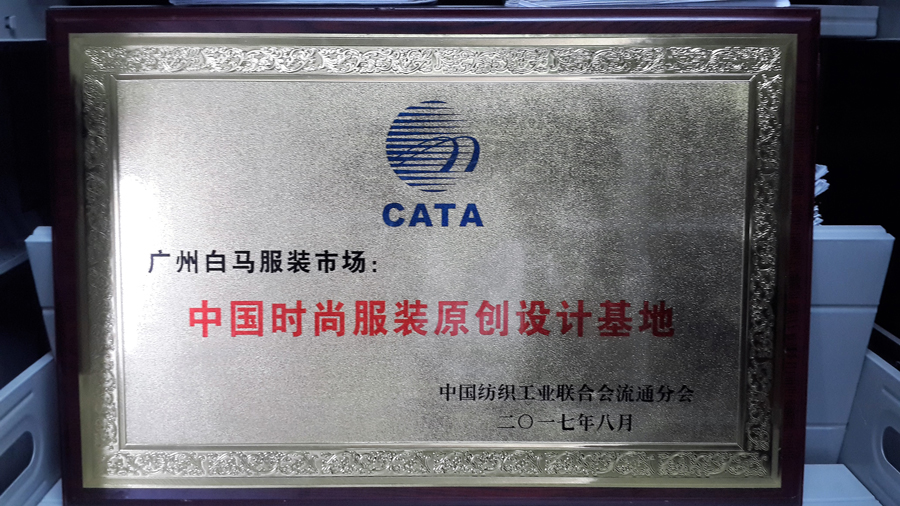 CATA
广州白马服装市场:
中国时尚服装原创设计基地
中国纺织工业联合会流通分会
二〇一七年八月